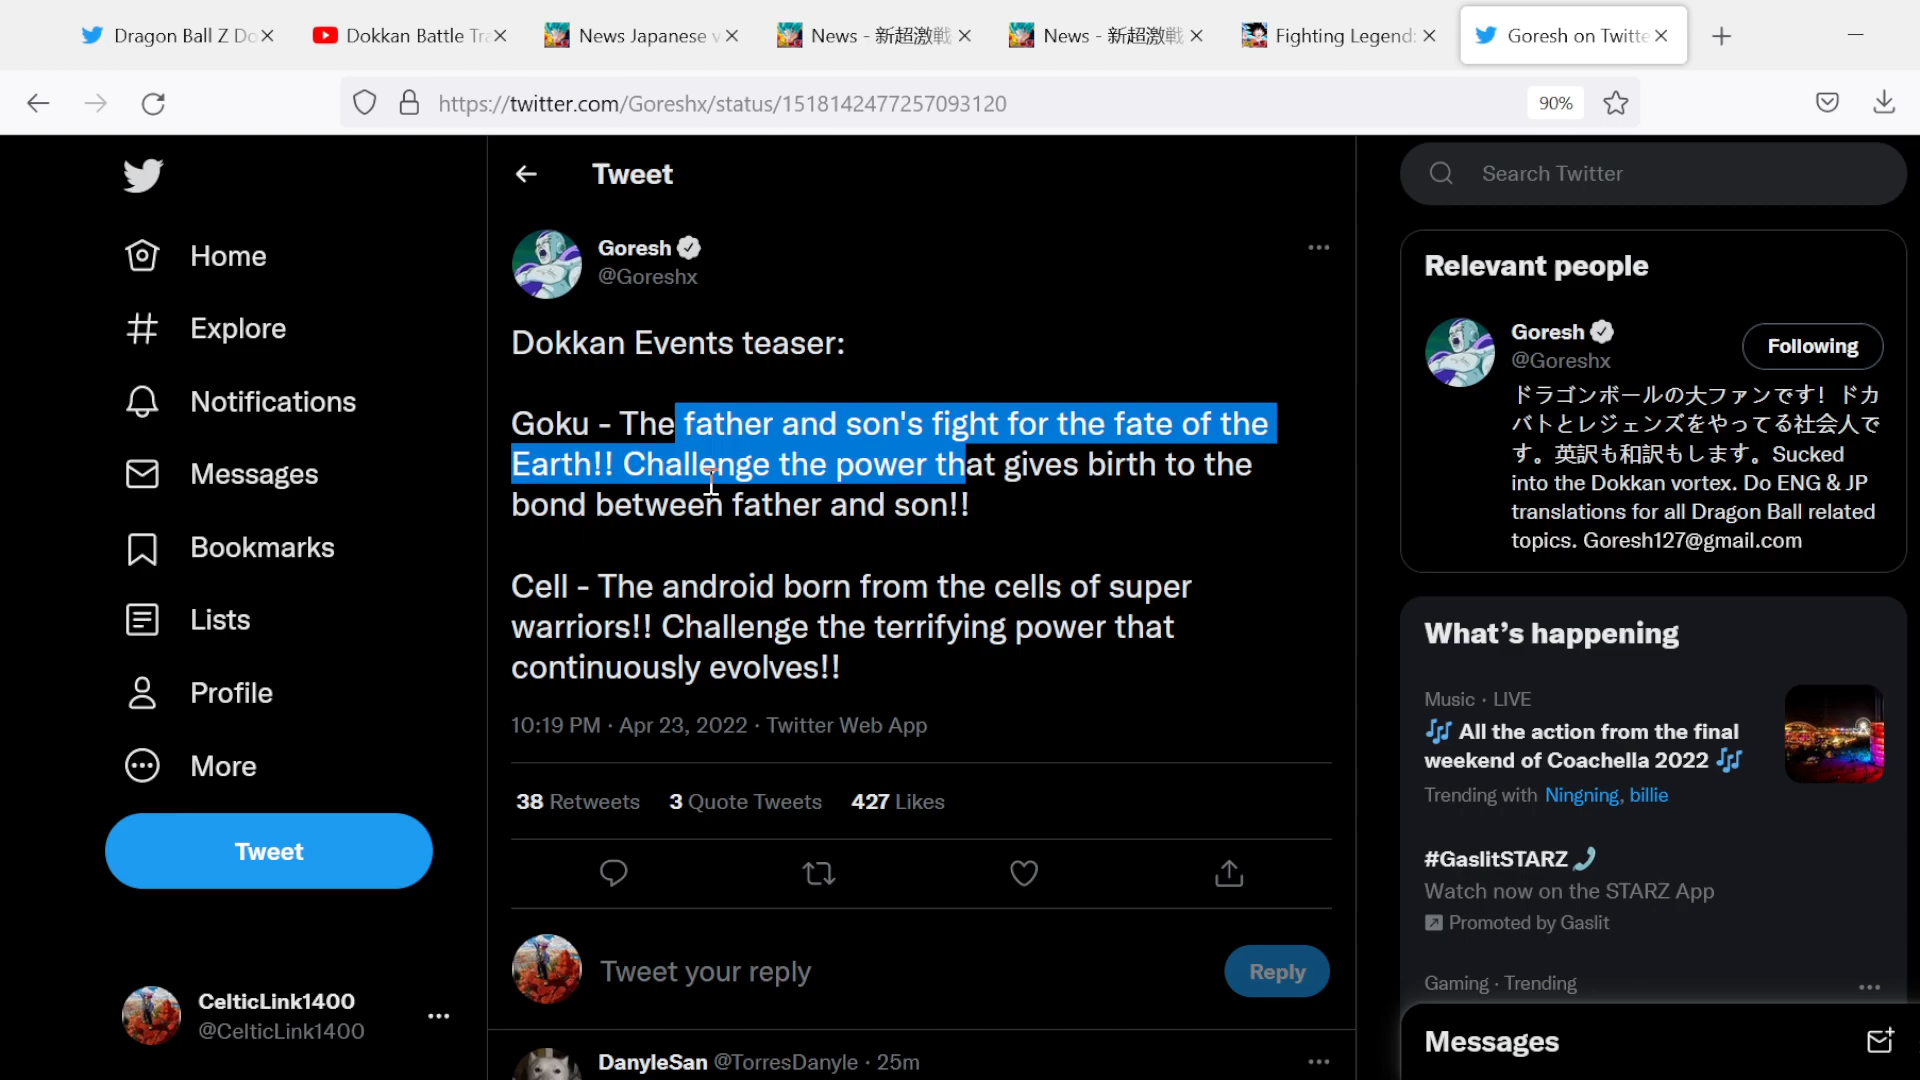 Dragon Ball Z Do
Dokkan Battle Tra
News Japanese v
News - 新超激戦
News - 新超激戦
Fighting Legend:
Goresh on Twitte
https://twitter.com/Goreshx/status/1518142477257093120
90%
Home
Explore
Notifications
Messages
Bookmarks
Lists
Profile
More
Tweet
CelticLink1400
@CelticLink1400
Tweet
Goresh
@Goreshx
Dokkan Events teaser:
Goku - The father and son's fight for the fate of the
Earth!! Challenge the power that gives birth to the
bond between father and son!!
Cell - The android born from the cells of super
warriors!! Challenge the terrifying power that
continuously evolves!!
10:19 PM · Apr 23, 2022 · Twitter Web App
38 Retweets 3 Quote Tweets 427 Likes
Tweet your reply
Reply
DanyleSan @TorresDanyle · 25m
Search Twitter
Relevant people
Goresh
@Goreshx
Following
ドラゴンボールの大ファンです！ドカ
バトとレジェンズをやってる社会人で
す。英訳も和訳もします。Sucked
into the Dokkan vortex. Do ENG & JP
translations for all Dragon Ball related
topics. Goresh127@gmail.com
What's happening
Music · LIVE
🎶 All the action from the final
weekend of Coachella 2022 🎶
Trending with Ningning, billie
#GaslitSTARZ
Watch now on the STARZ App
Promoted by Gaslit
Gaming · Trending
Messages